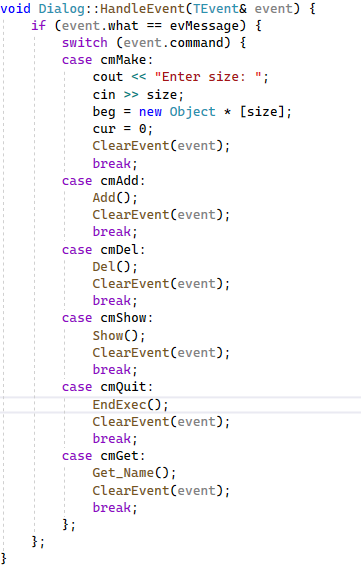 void Dialog::HandleEvent(TEvent& event) {
    if (event.what == evMessage) {
        switch (event.command) {
        case cmMake:
            cout << "Enter size: ";
            cin >> size;
            beg = new Object * [size];
            cur = 0;
            ClearEvent(event);
            break;
        case cmAdd:
            Add();
            ClearEvent(event);
            break;
        case cmDel:
            Del();
            ClearEvent(event);
            break;
        case cmShow:
            Show();
            ClearEvent(event);
            break;
        case cmQuit:
            EndExec();
            ClearEvent(event);
            break;
        case cmGet:
            Get_Name();
            ClearEvent(event);
            break;
        };
    };
}